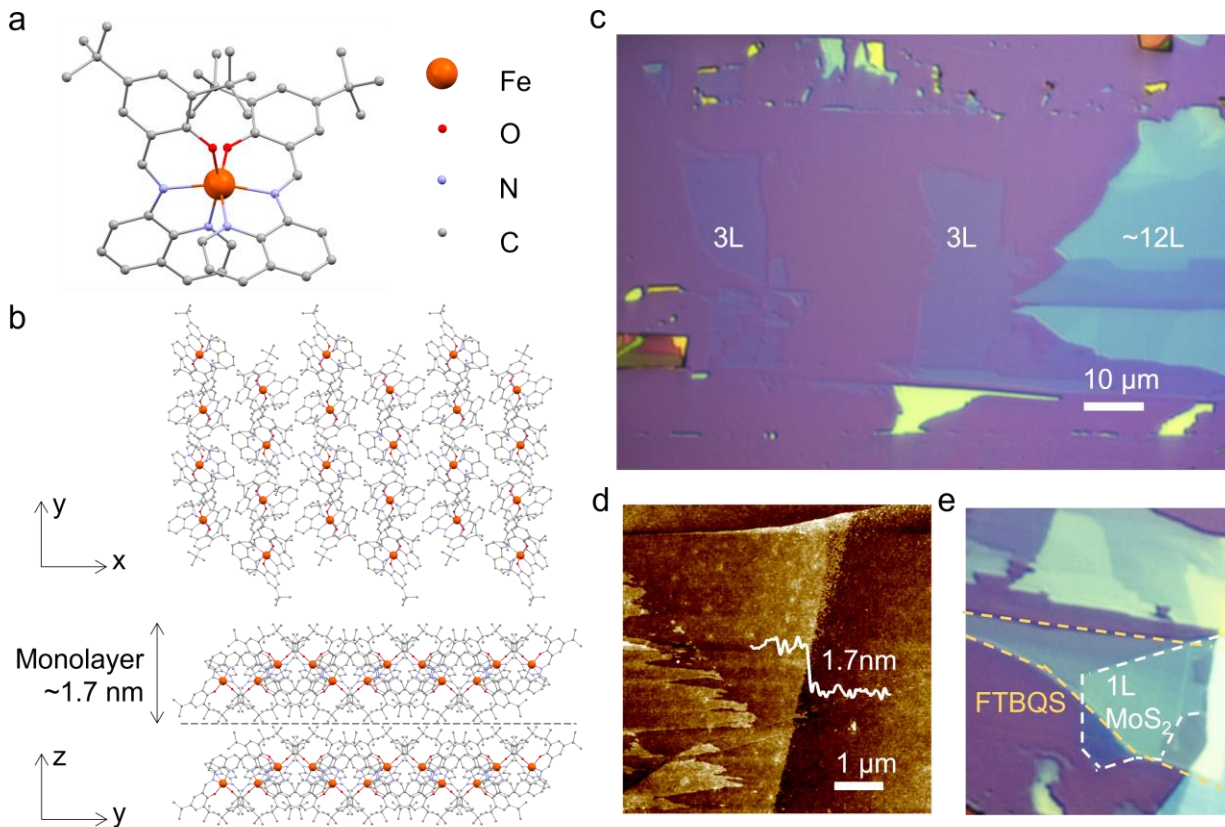 a
Fe
O
N
C
b
y
x
Monolayer
~1.7 nm
z
y
c
3L
3L
~12L
10 μm
d
1.7nm
1 μm
e
FTBQS
1L
MoS₂